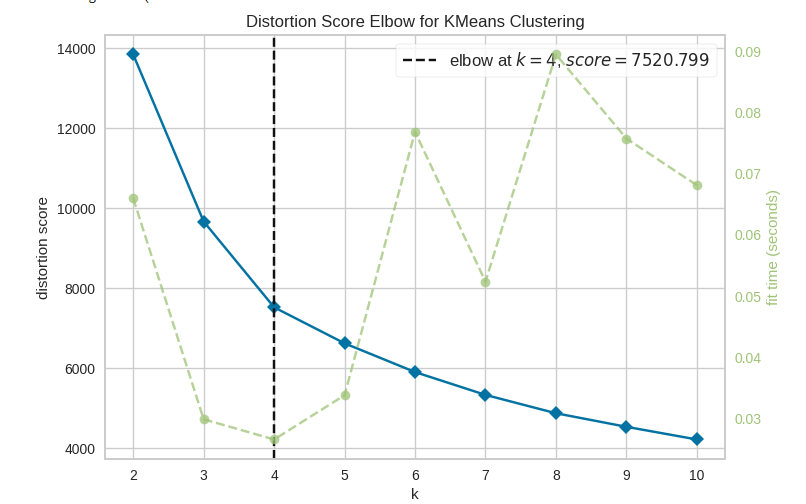 Distortion Score Elbow for KMeans Clustering
elbow at k = 4, score = 7520.799
14000
12000
10000
8000
6000
4000
distortion score
0.09
0.08
0.07
0.06
0.05
0.04
0.03
fit time (seconds)
2 3 4 5 6 7 8 9 10
k